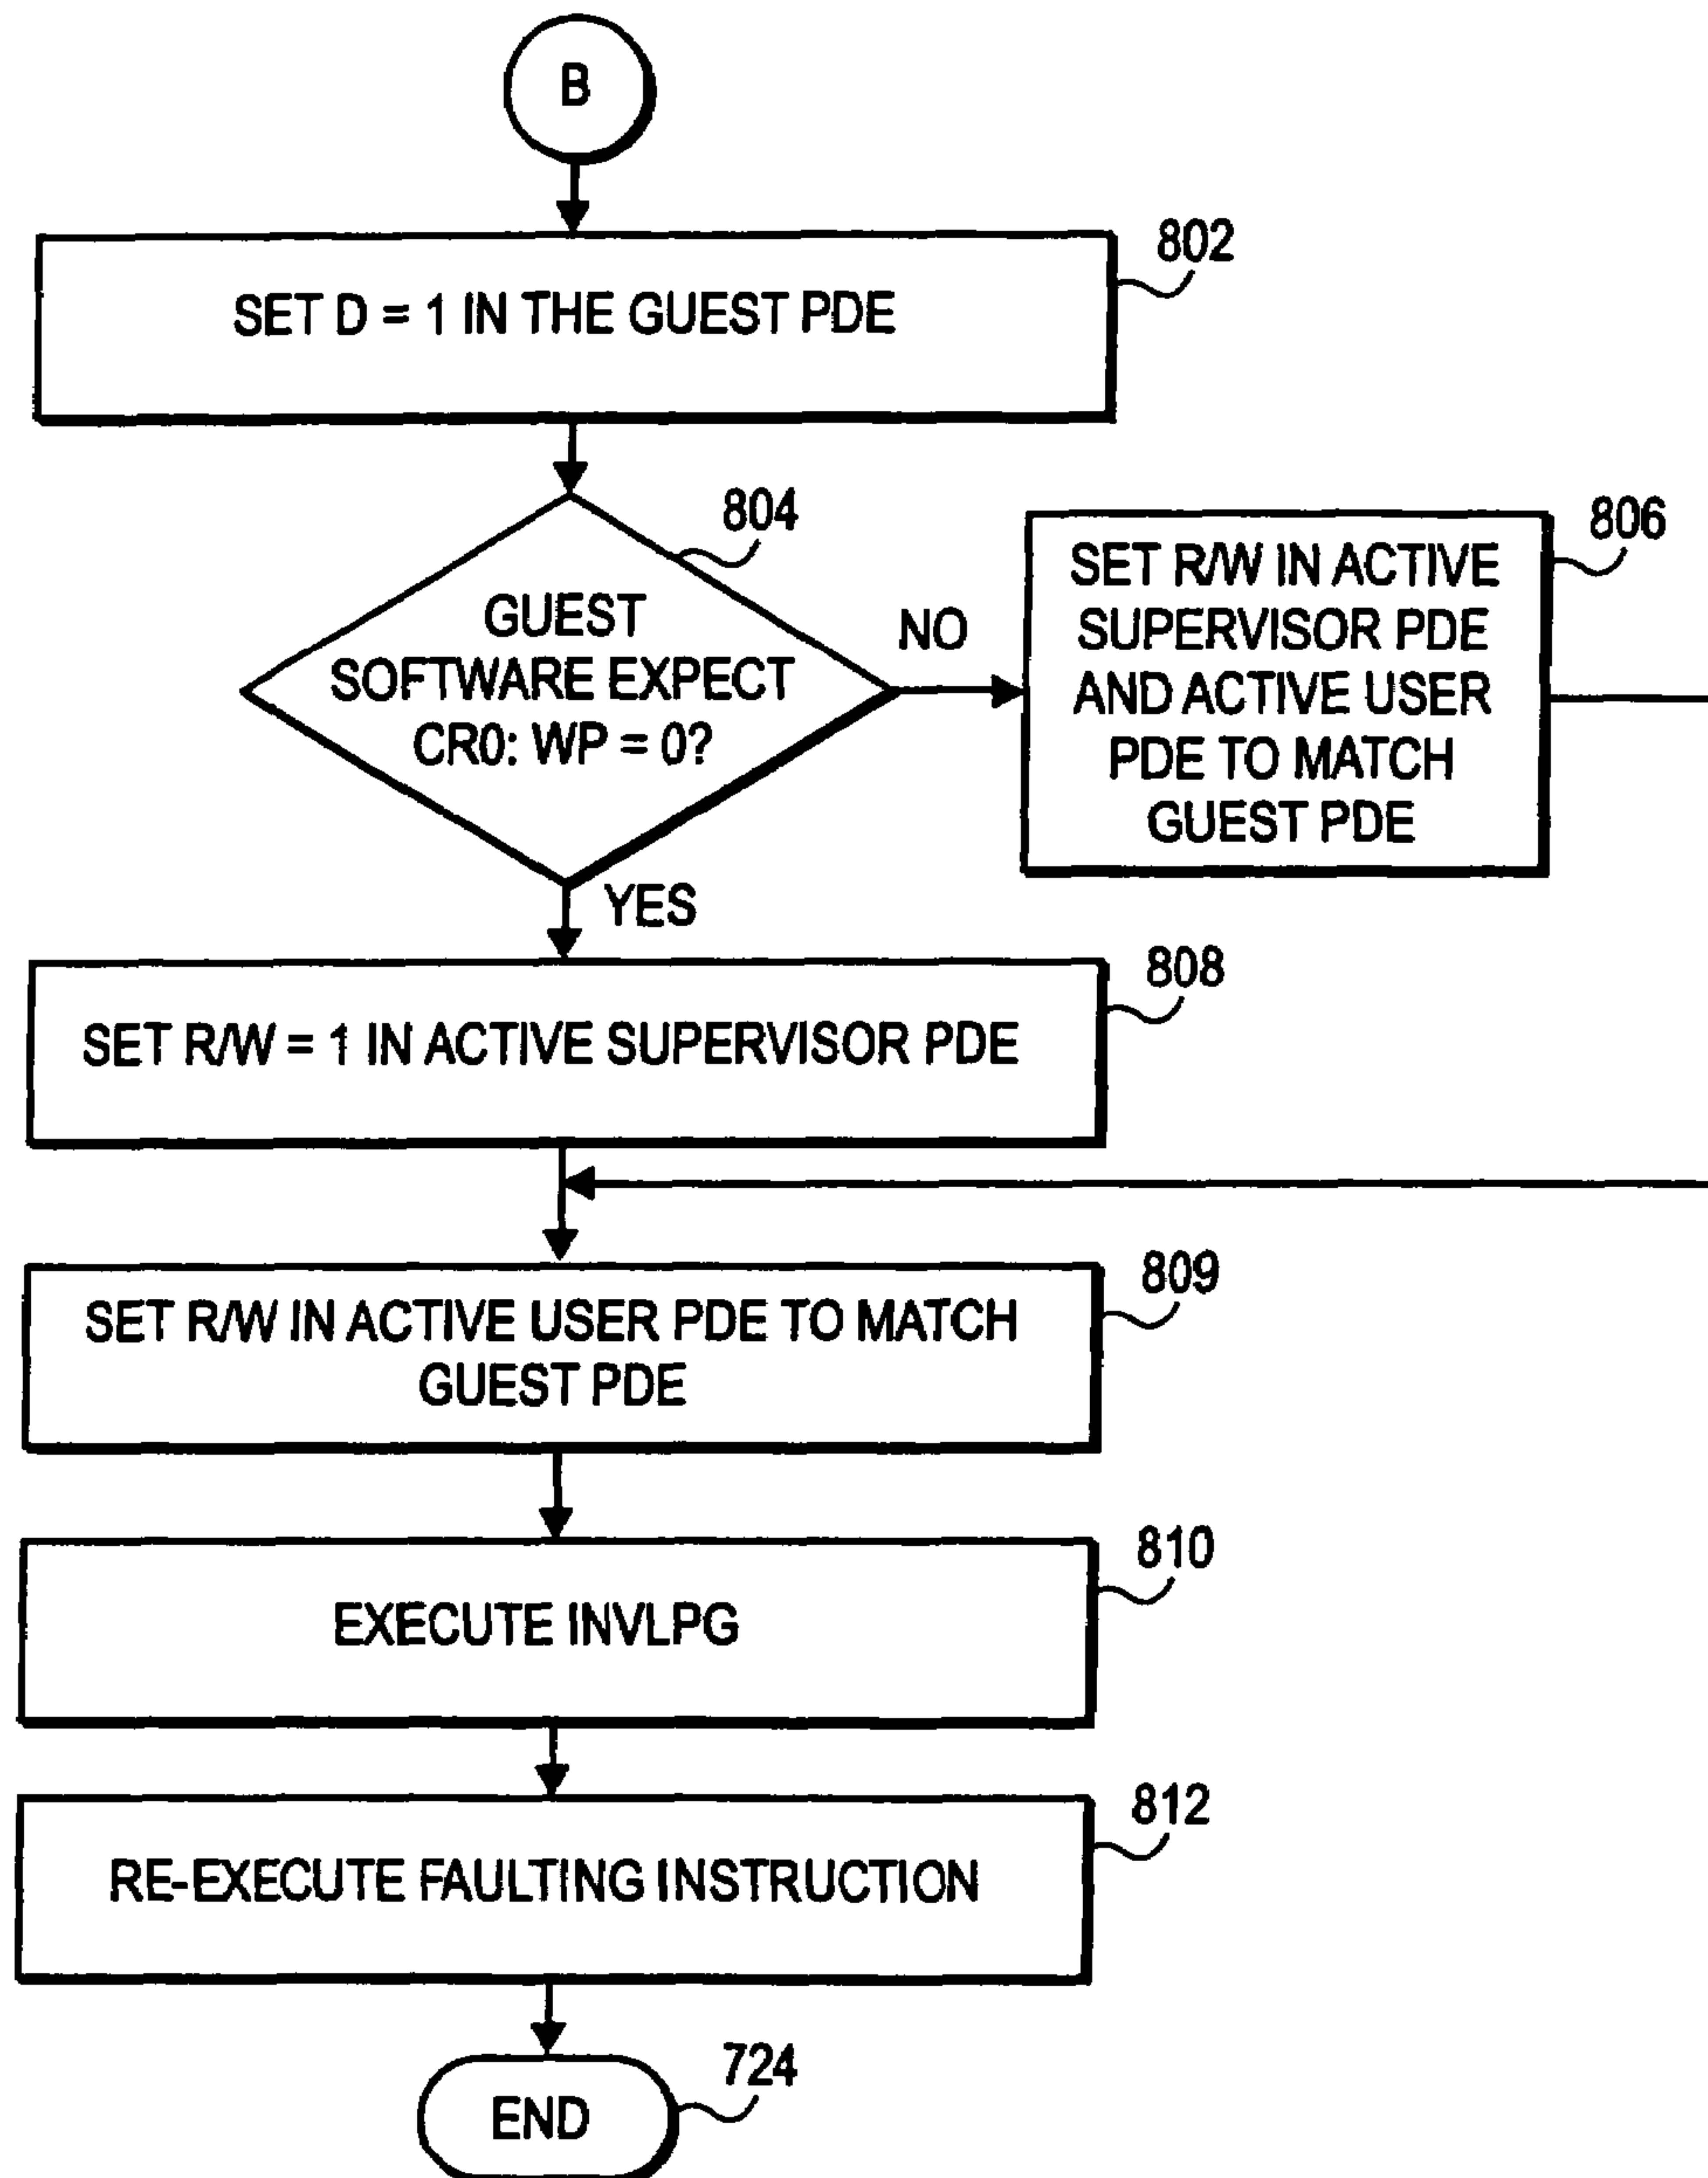 B
802
SET D = 1 IN THE GUEST PDE
804
GUEST
SOFTWARE EXPECT
CR0: WP = 0?
NO
806
SET R/W IN ACTIVE
SUPERVISOR PDE
AND ACTIVE USER
PDE TO MATCH
GUEST PDE
YES
808
SET R/W = 1 IN ACTIVE SUPERVISOR PDE
809
SET R/W IN ACTIVE USER PDE TO MATCH
GUEST PDE
810
EXECUTE INVLPG
812
RE-EXECUTE FAULTING INSTRUCTION
724
END